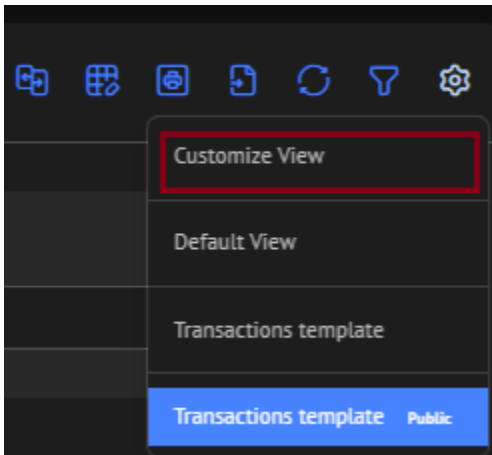 Customize View
Default View
Transactions template
Transactions template Public